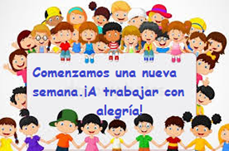 Comenzamos una nueva
semana.¡A trabajar con
alegría!